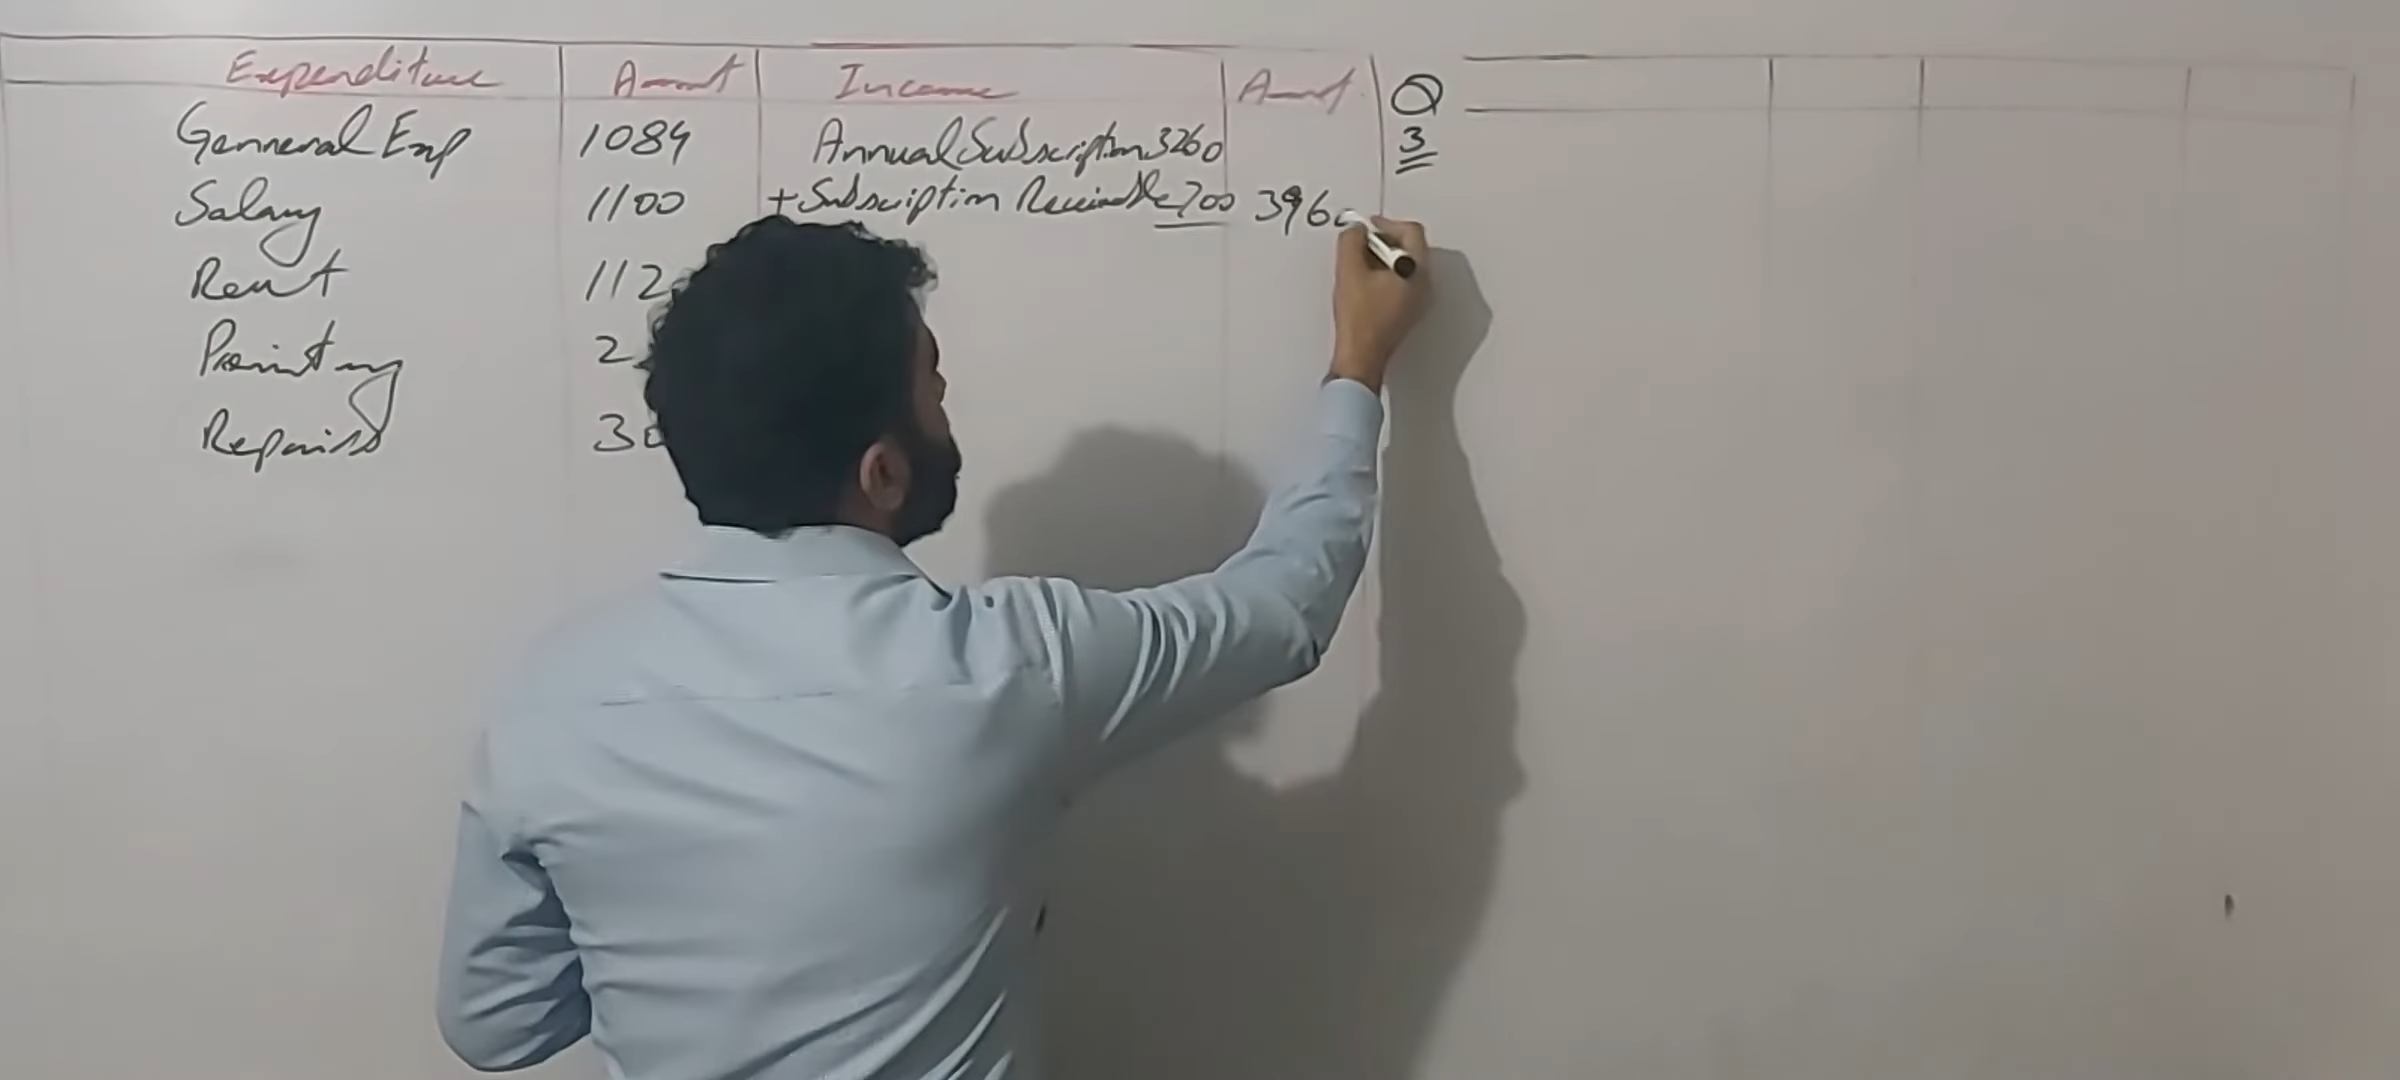 Expenditure Amount Income Amount Q
General Exp 1084 Annual Subscription 3260 3
Salary 1100 + Subscription Receivable 700 3960
Rent 112
Printing 2
Repairs 30